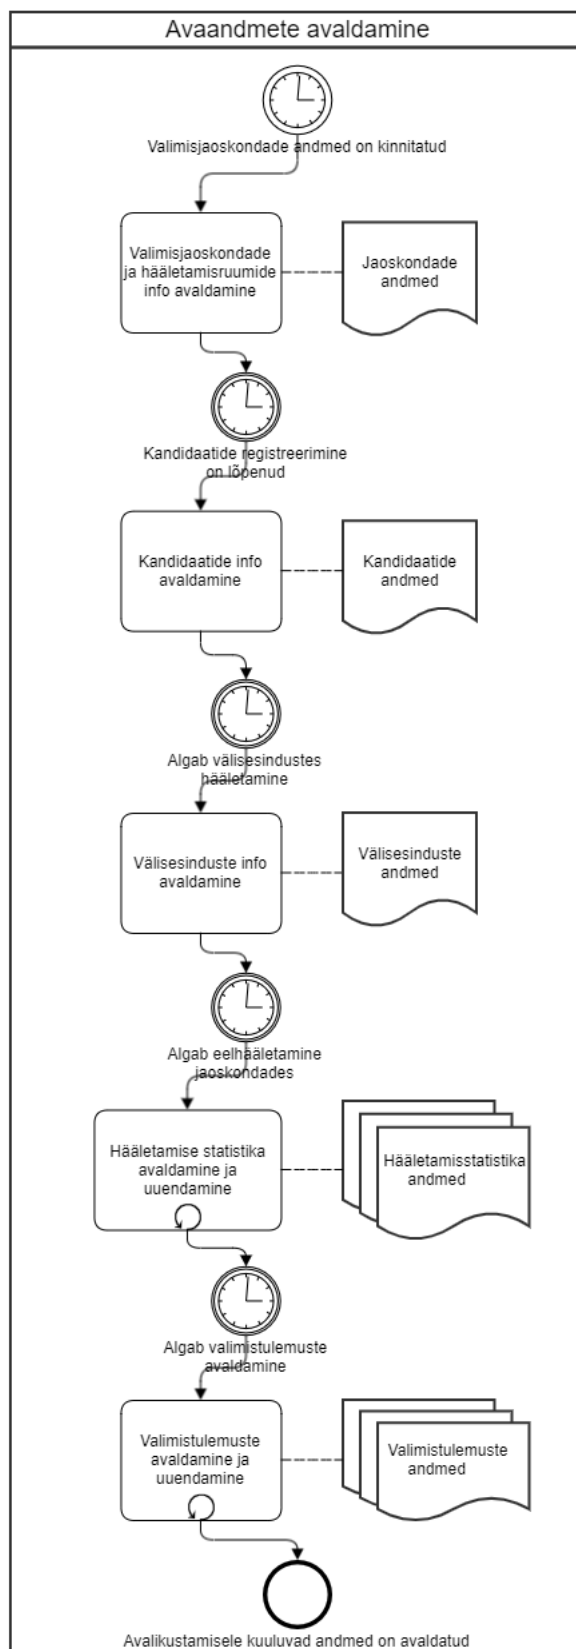 Avaandmete avaldamine
Valimisjaoskondade andmed on kinnitatud
Valimisjaoskondade
ja hääletamisruumide
info avaldamine
Jaoskondade
andmed
Kandidaatide registreerimine
on lõpenud
Kandidaatide info
avaldamine
Kandidaatide
andmed
Algab välisesindustes
hääletamine
Välisesinduste info
avaldamine
Välisesinduste
andmed
Algab eelhääletamine
jaoskondades
Hääletamise statistika
avaldamine ja
uuendamine
Hääletamisstatistika
andmed
Algab valimistulemuste
avaldamine
Valimistulemuste
avaldamine ja
uuendamine
Valimistulemuste
andmed
Avalikustamisele kuuluvad andmed on avaldatud